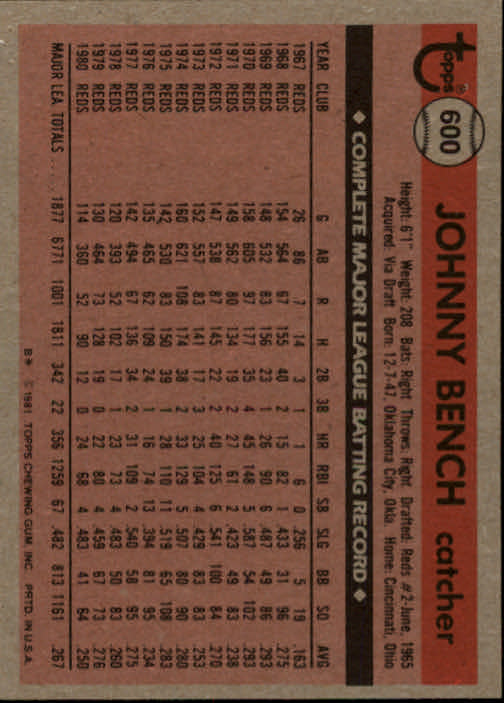 Topps®
600
JOHNNY BENCH catcher
Height: 6'1" Weight: 208 Bats: Right Throws: Right Drafted: Reds #2-June, 1965
Acquired: Via Draft Born: 12-7-47, Oklahoma City, Okla. Home: Cincinnati, Ohio
◆ COMPLETE MAJOR LEAGUE BATTING RECORD ◆
YEAR CLUB G AB R H 2B 3B HR RBI SB SLG BB SO AVG
1967 REDS 26 86 7 14 3 1 1 6 0 .256 5 19 .163
1968 REDS 154 564 67 155 40 2 15 82 1 .433 31 96 .275
1969 REDS 148 532 83 156 23 1 26 90 6 .487 49 86 .293
1970 REDS 158 605 97 177 35 4 45 148 5 .587 54 102 .293
1971 REDS 149 562 80 134 19 2 27 61 2 .423 49 83 .238
1972 REDS 147 538 87 145 22 2 40 125 6 .541 100 84 .270
1973 REDS 152 557 83 141 17 3 25 104 4 .429 83 83 .253
1974 REDS 160 621 108 174 38 2 33 129 5 .507 80 90 .280
1975 REDS 142 530 83 150 39 1 28 110 11 .519 65 108 .283
1976 REDS 135 465 62 109 24 1 16 74 13 .394 81 95 .234
1977 REDS 142 494 67 136 34 2 31 109 2 .540 58 95 .275
1978 REDS 120 393 52 102 17 1 23 73 4 .483 50 83 .260
1979 REDS 130 464 73 128 19 0 22 80 4 .459 67 73 .276
1980 REDS 114 360 52 90 12 0 24 68 4 .483 41 64 .250
MAJOR LEA. TOTALS ... 1877 6771 1001 1811 342 22 356 1259 67 .482 813 1161 .267
B* © 1981 TOPPS CHEWING GUM INC. PRTD. IN U.S.A.